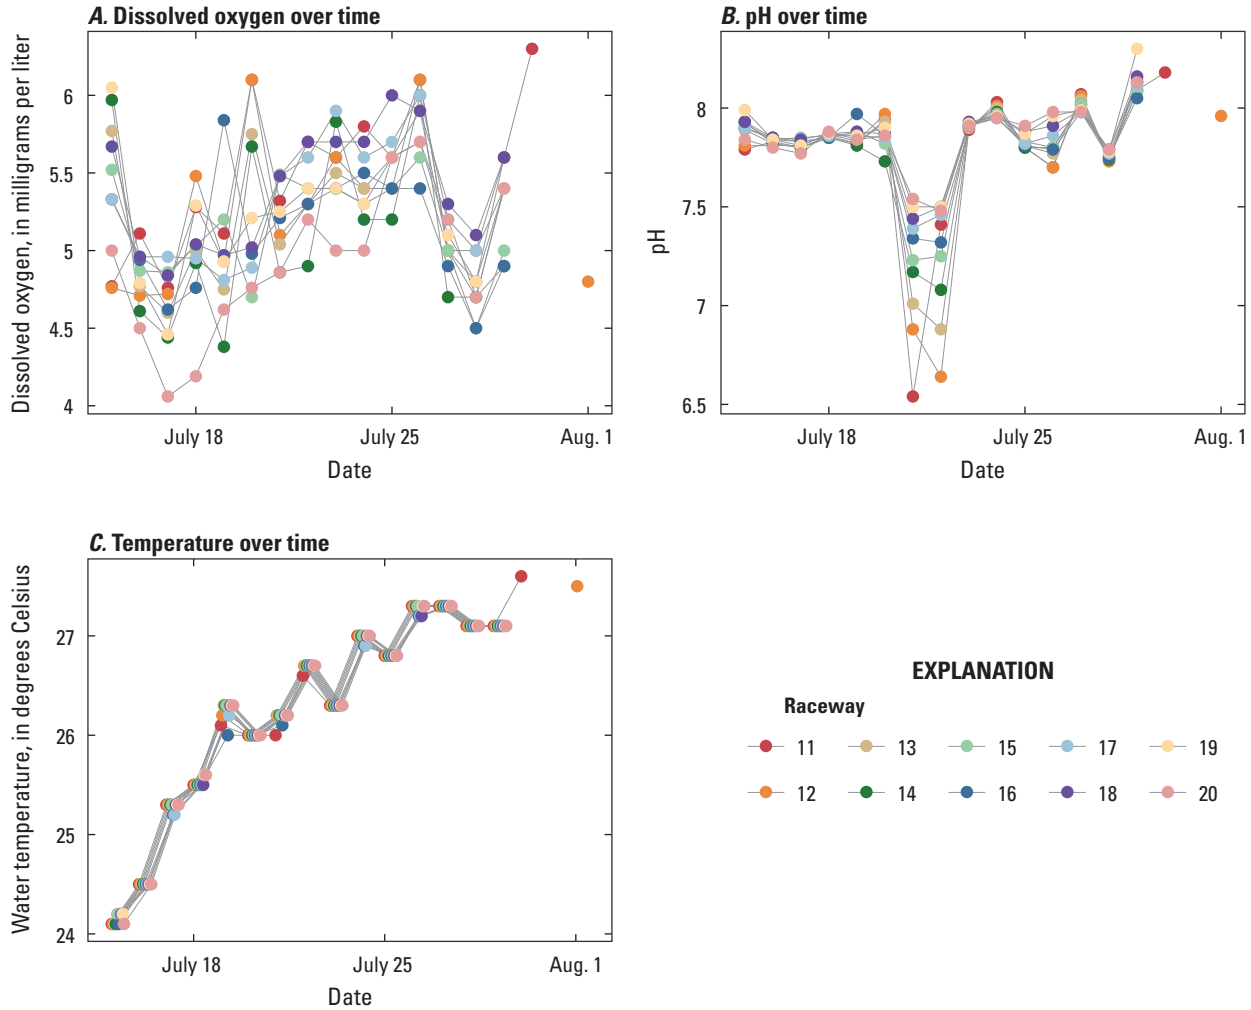 A. Dissolved oxygen over time
Dissolved oxygen, in milligrams per liter
6
5.5
5
4.5
4
July 18
July 25
Aug. 1
Date
B. pH over time
pH
8
7.5
7
6.5
July 18
July 25
Aug. 1
Date
C. Temperature over time
Water temperature, in degrees Celsius
27
26
25
24
July 18
July 25
Aug. 1
Date
EXPLANATION
Raceway
11 13 15 17 19
12 14 16 18 20